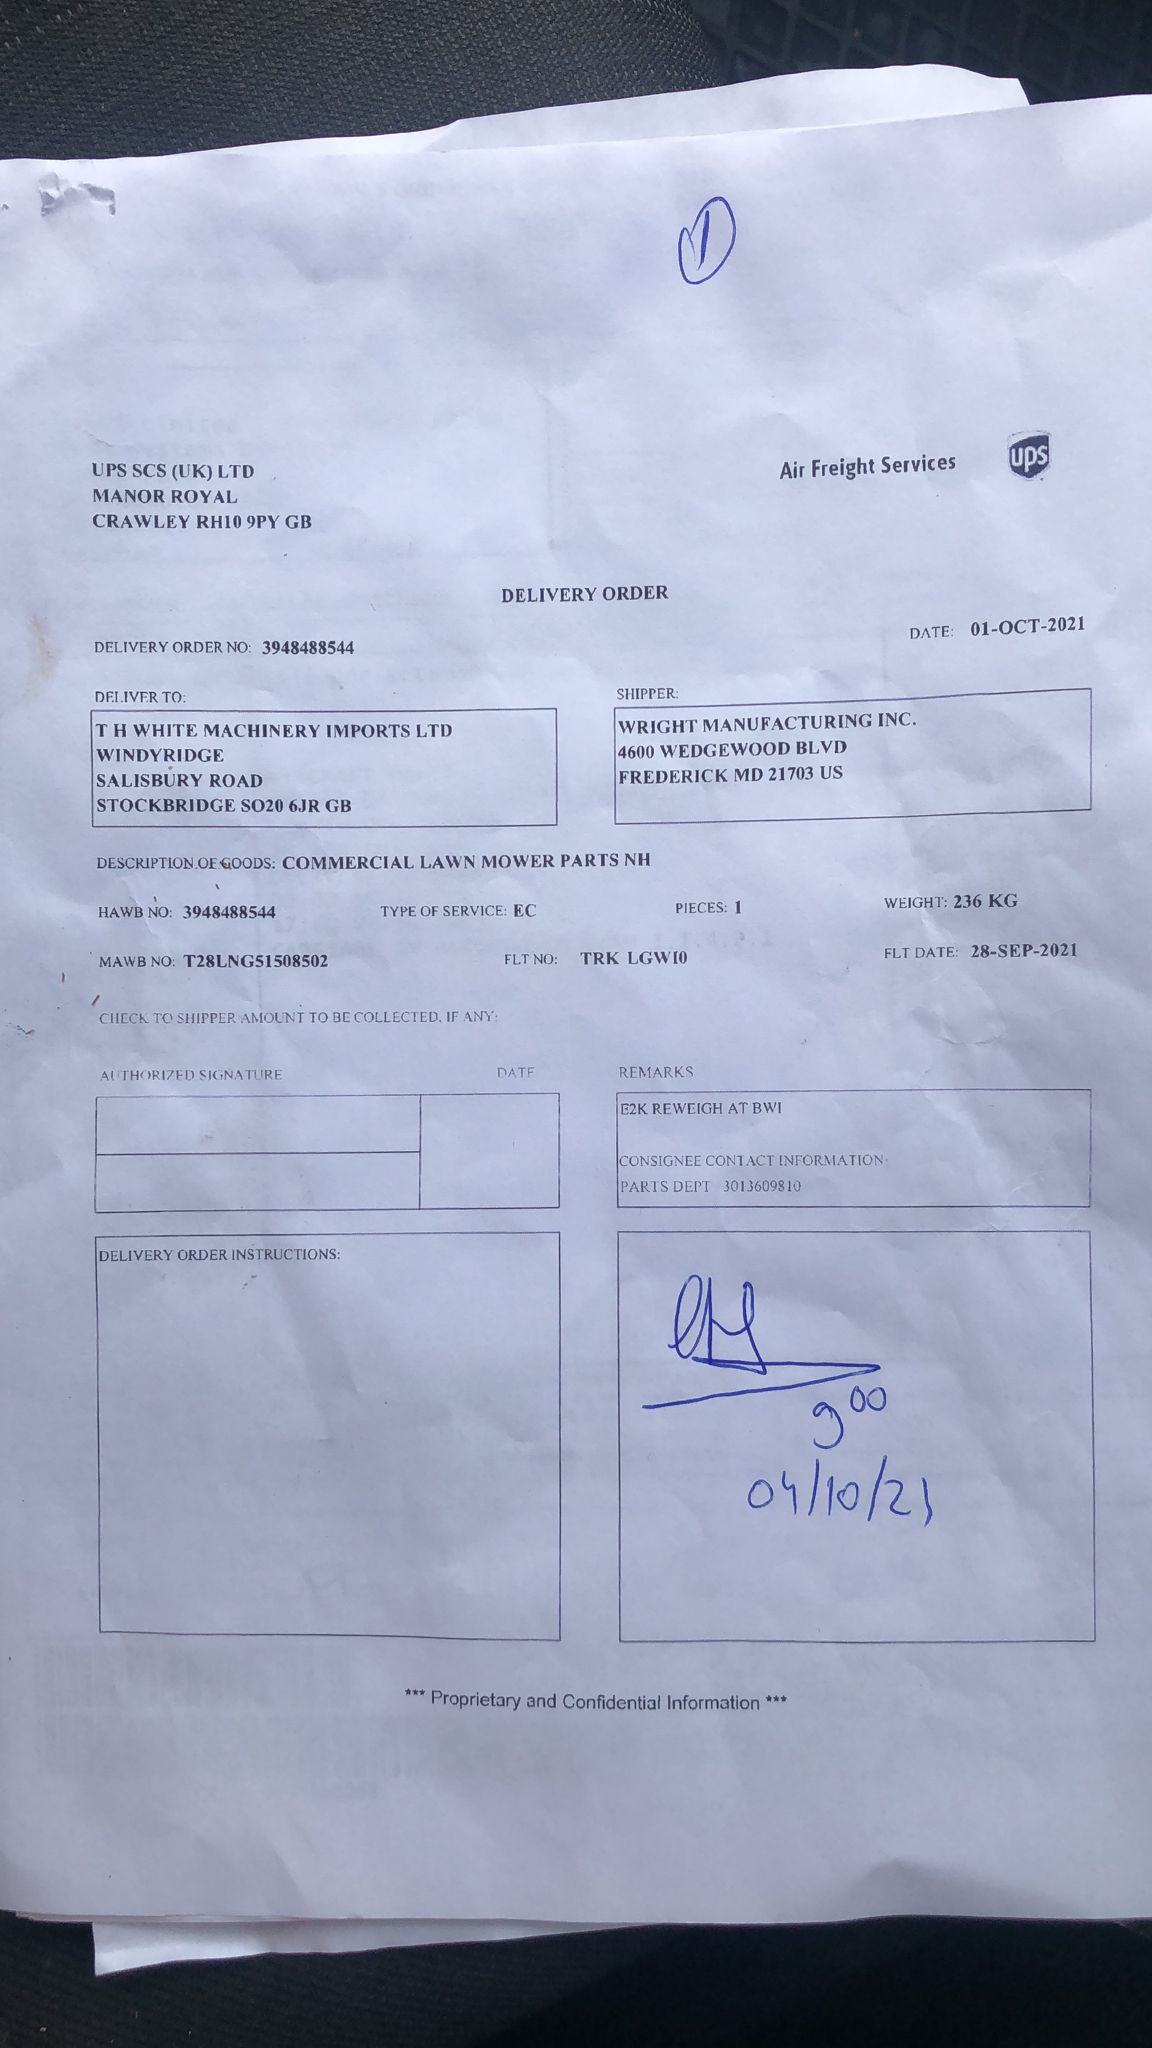 1
UPS SCS (UK) LTD
MANOR ROYAL
CRAWLEY RH10 9PY GB
Air Freight Services
ups
DELIVERY ORDER
DELIVERY ORDER NO: 3948488544
DATE: 01-OCT-2021
DELIVER TO:
T H WHITE MACHINERY IMPORTS LTD
WINDYRIDGE
SALISBURY ROAD
STOCKBRIDGE SO20 6JR GB
SHIPPER:
WRIGHT MANUFACTURING INC.
4600 WEDGEWOOD BLVD
FREDERICK MD 21703 US
DESCRIPTION OF GOODS: COMMERCIAL LAWN MOWER PARTS NH
HAWB NO: 3948488544 TYPE OF SERVICE: EC PIECES: 1 WEIGHT: 236 KG
MAWB NO: T28LNG51508502 FLT NO: TRK LGWI0 FLT DATE: 28-SEP-2021
CHECK TO SHIPPER AMOUNT TO BE COLLECTED, IF ANY:
AUTHORIZED SIGNATURE DATE
REMARKS
E2K REWEIGH AT BWI
CONSIGNEE CONTACT INFORMATION:
PARTS DEPT 3013609810
DELIVERY ORDER INSTRUCTIONS:
9 00
04/10/21
*** Proprietary and Confidential Information ***